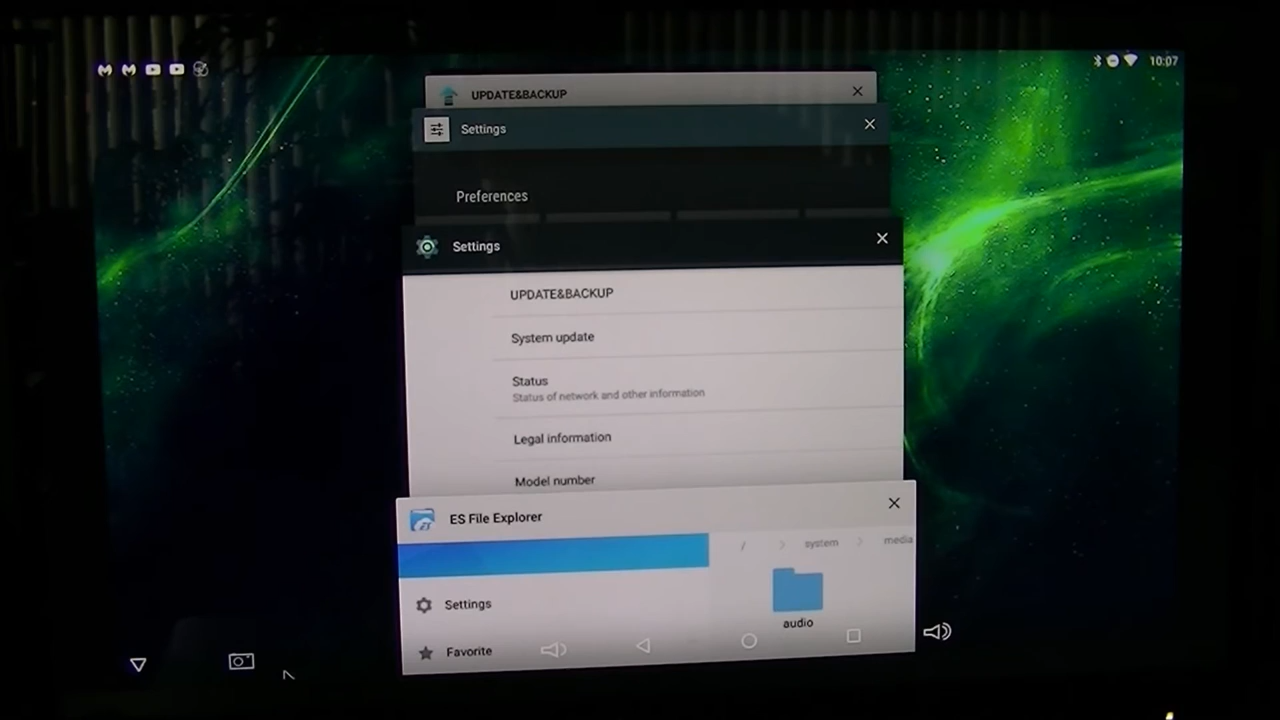 10:07
UPDATE&BACKUP
Settings
Preferences
Settings
UPDATE&BACKUP
System update
Status
Status of network and other information
Legal information
Model number
ES File Explorer
/ system media
Settings
audio
Favorite